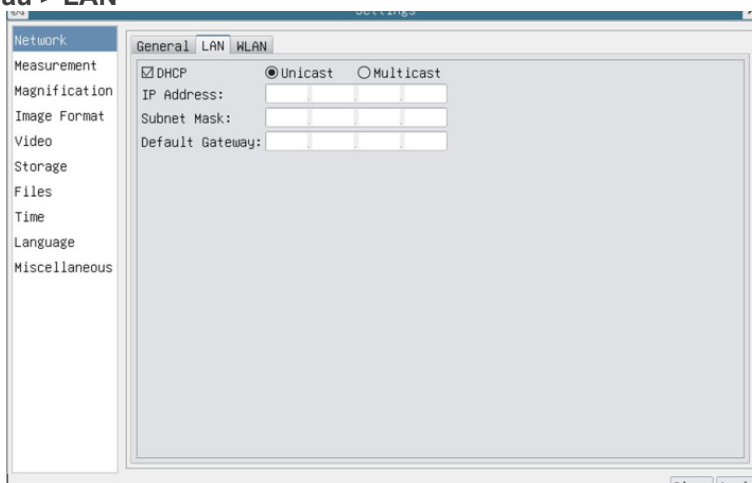 > LAN
Settings
Network
Measurement
Magnification
Image Format
Video
Storage
Files
Time
Language
Miscellaneous
General LAN WLAN
DHCP Unicast Multicast
IP Address:
Subnet Mask:
Default Gateway: